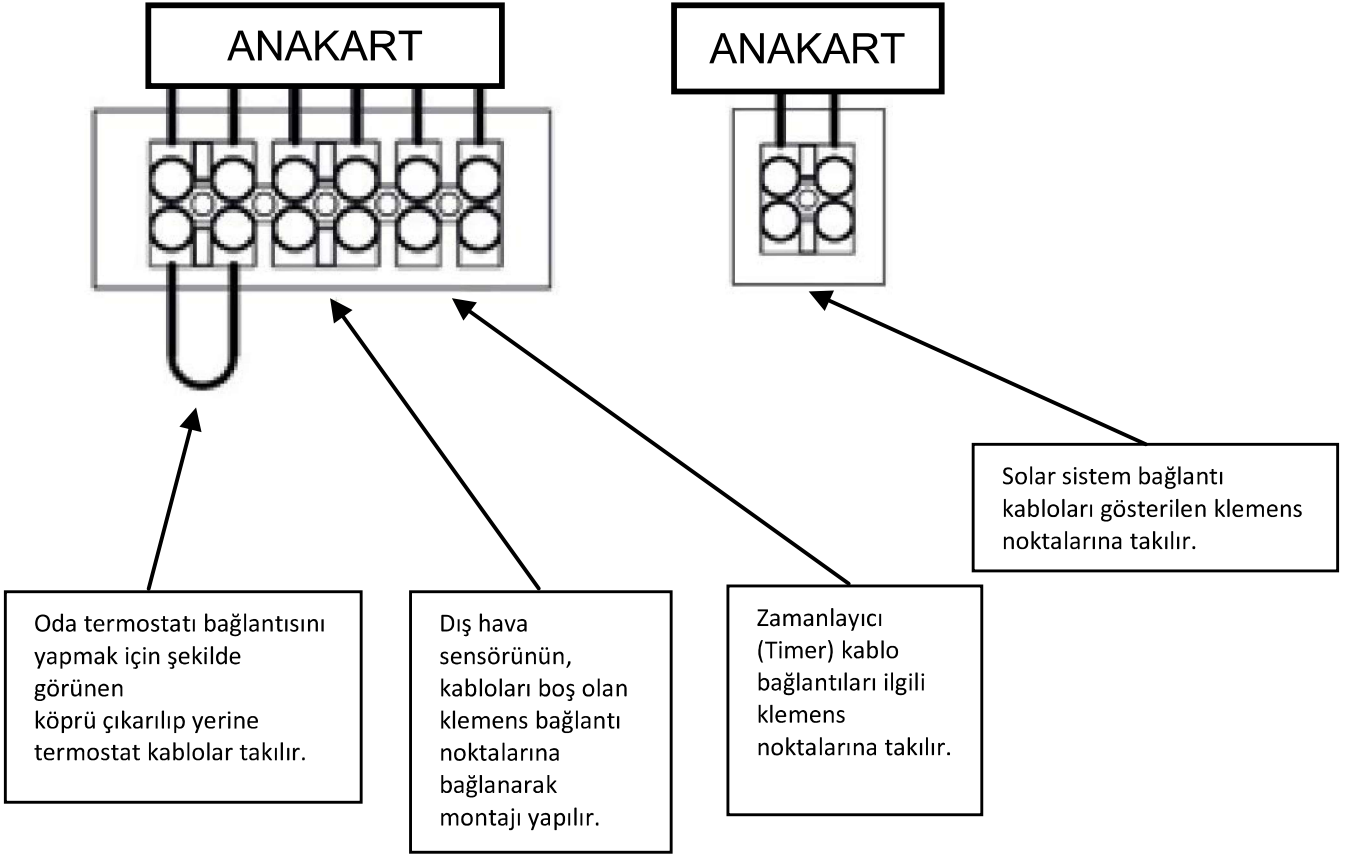 ANAKART
ANAKART
Solar sistem bağlantı
kabloları gösterilen klemens
noktalarına takılır.
Oda termostatı bağlantısını
yapmak için şekilde
görünen
köprü çıkarılıp yerine
termostat kablolar takılır.
Dış hava
sensörünün,
kabloları boş olan
klemens bağlantı
noktalarına
bağlanarak
montajı yapılır.
Zamanlayıcı
(Timer) kablo
bağlantıları ilgili
klemens
noktalarına takılır.